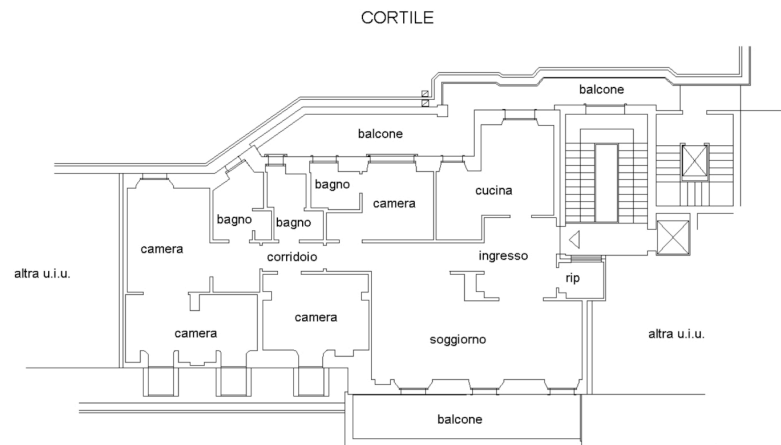 CORTILE
balcone
balcone
bagno
camera
cucina
bagno
bagno
camera
corridoio
ingresso
altra u.i.u.
rip
camera
camera
soggiorno
altra u.i.u.
balcone